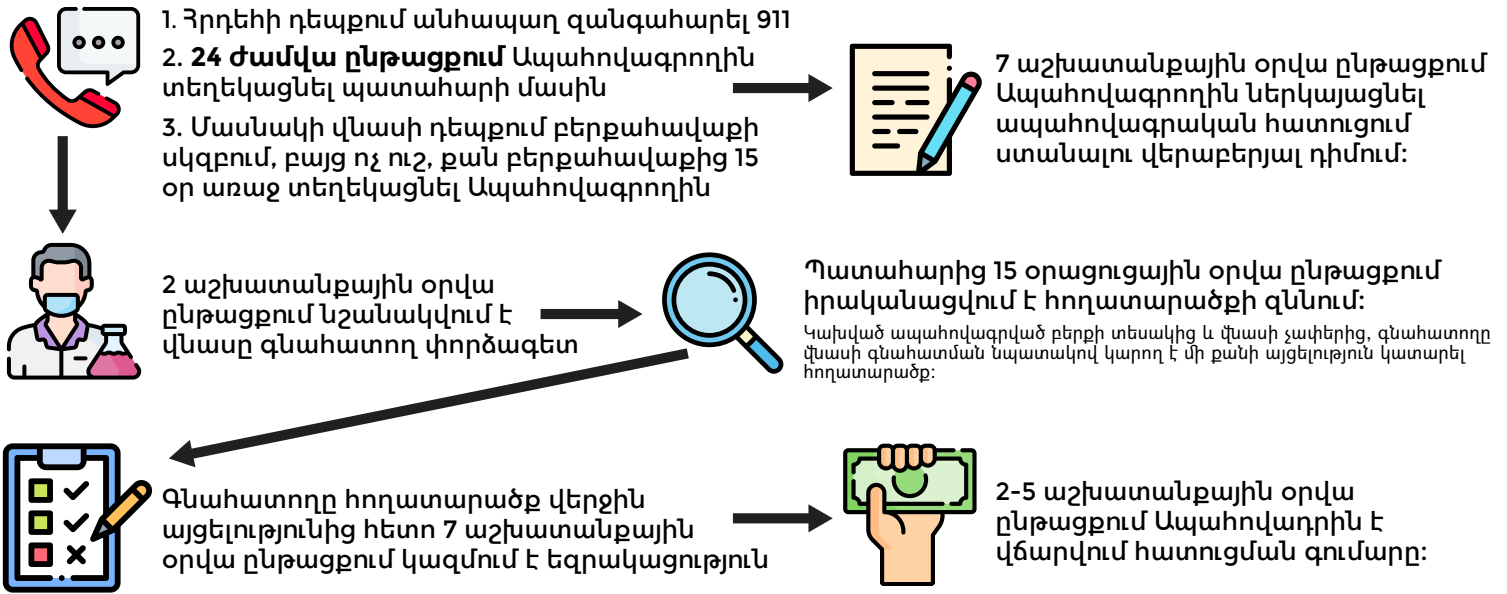 1. Հրդեհի դեպքում անհապաղ զանգահարել 911
2. 24 ժամվա ընթացքում Ապահովագրողին
տեղեկացնել պատահարի մասին
3. Մասնակի վնասի դեպքում բերքահավաքի
սկզբում, բայց ոչ ուշ, քան բերքահավաքից 15
օր առաջ տեղեկացնել Ապահովագրողին
7 աշխատանքային օրվա ընթացքում
Ապահովագրողին ներկայացնել
ապահովագրական հատուցում
ստանալու վերաբերյալ դիմում:
2 աշխատանքային օրվա
ընթացքում նշանակվում է
վնասը գնահատող փորձագետ
Պատահարից 15 օրացուցային օրվա ընթացքում
իրականացվում է հողատարածքի զննում:
Կախված ապահովագրված բերքի տեսակից և վնասի չափերից, գնահատողը
վնասի գնահատման նպատակով կարող է մի քանի այցելություն կատարել
հողատարածք:
Գնահատողը հողատարածք վերջին
այցելությունից հետո 7 աշխատանքային
օրվա ընթացքում կազմում է եզրակացություն
2-5 աշխատանքային օրվա
ընթացքում Ապահովադրին է
վճարվում հատուցման գումարը: